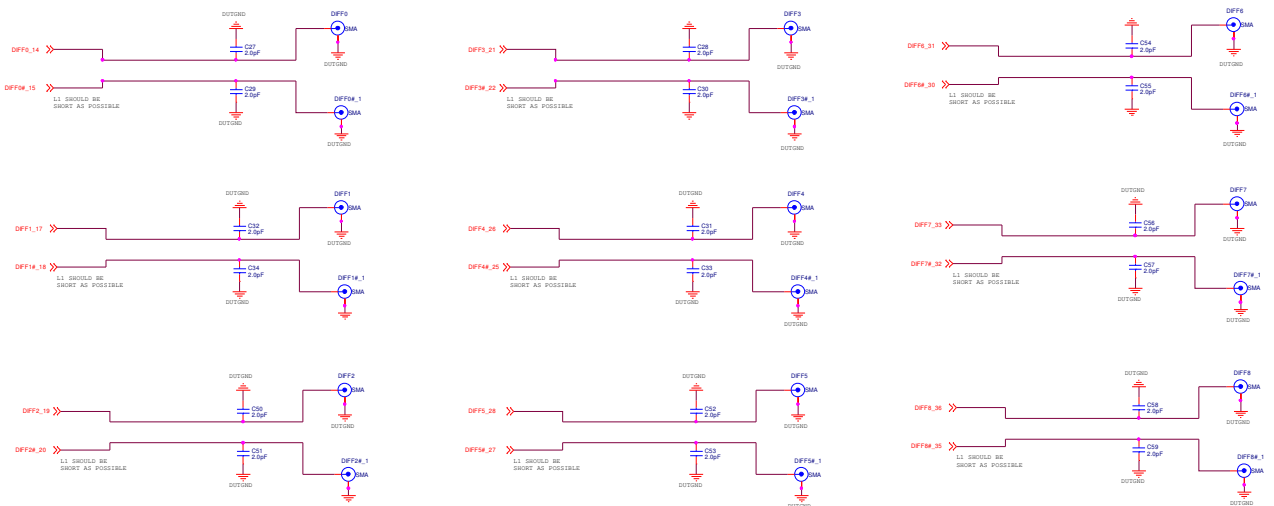 DIFF0
DUTGND
SMA
DIFF0_14
C27
2.0pF
DUTGND
DIFF0#_15
C29
2.0pF
L1 SHOULD BE
SHORT AS POSSIBLE
DIFF0#_1
SMA
DUTGND
DUTGND
DIFF3
DUTGND
SMA
DIFF3_21
C28
2.0pF
DUTGND
DIFF3#_22
C30
2.0pF
L1 SHOULD BE
SHORT AS POSSIBLE
DIFF3#_1
SMA
DUTGND
DIFF6
SMA
DIFF6_31
C54
2.0pF
DUTGND
DIFF6#_30
C55
2.0pF
L1 SHOULD BE
SHORT AS POSSIBLE
DIFF6#_1
SMA
DUTGND
DUTGND
DIFF1
SMA
DIFF1_17
C32
2.0pF
DUTGND
DIFF1#_18
C34
2.0pF
L1 SHOULD BE
SHORT AS POSSIBLE
DIFF1#_1
SMA
DUTGND
DUTGND
DIFF4
SMA
DIFF4_26
C31
2.0pF
DUTGND
DIFF4#_25
C33
2.0pF
L1 SHOULD BE
SHORT AS POSSIBLE
DIFF4#_1
SMA
DUTGND
DUTGND
DIFF7
SMA
DIFF7_33
C56
2.0pF
DUTGND
DIFF7#_32
C57
2.0pF
L1 SHOULD BE
SHORT AS POSSIBLE
DIFF7#_1
SMA
DUTGND
DUTGND
DUTGND
DIFF2
SMA
DIFF2_19
C50
2.0pF
DUTGND
DIFF2#_20
C51
2.0pF
L1 SHOULD BE
SHORT AS POSSIBLE
DIFF2#_1
SMA
DUTGND
DUTGND
DIFF5
SMA
DIFF5_28
C52
2.0pF
DUTGND
DIFF5#_27
C53
2.0pF
L1 SHOULD BE
SHORT AS POSSIBLE
DIFF5#_1
SMA
DUTGND
DUTGND
DIFF8
SMA
DIFF8_36
C58
2.0pF
DUTGND
DIFF8#_35
C59
2.0pF
L1 SHOULD BE
SHORT AS POSSIBLE
DIFF8#_1
SMA
DUTGND